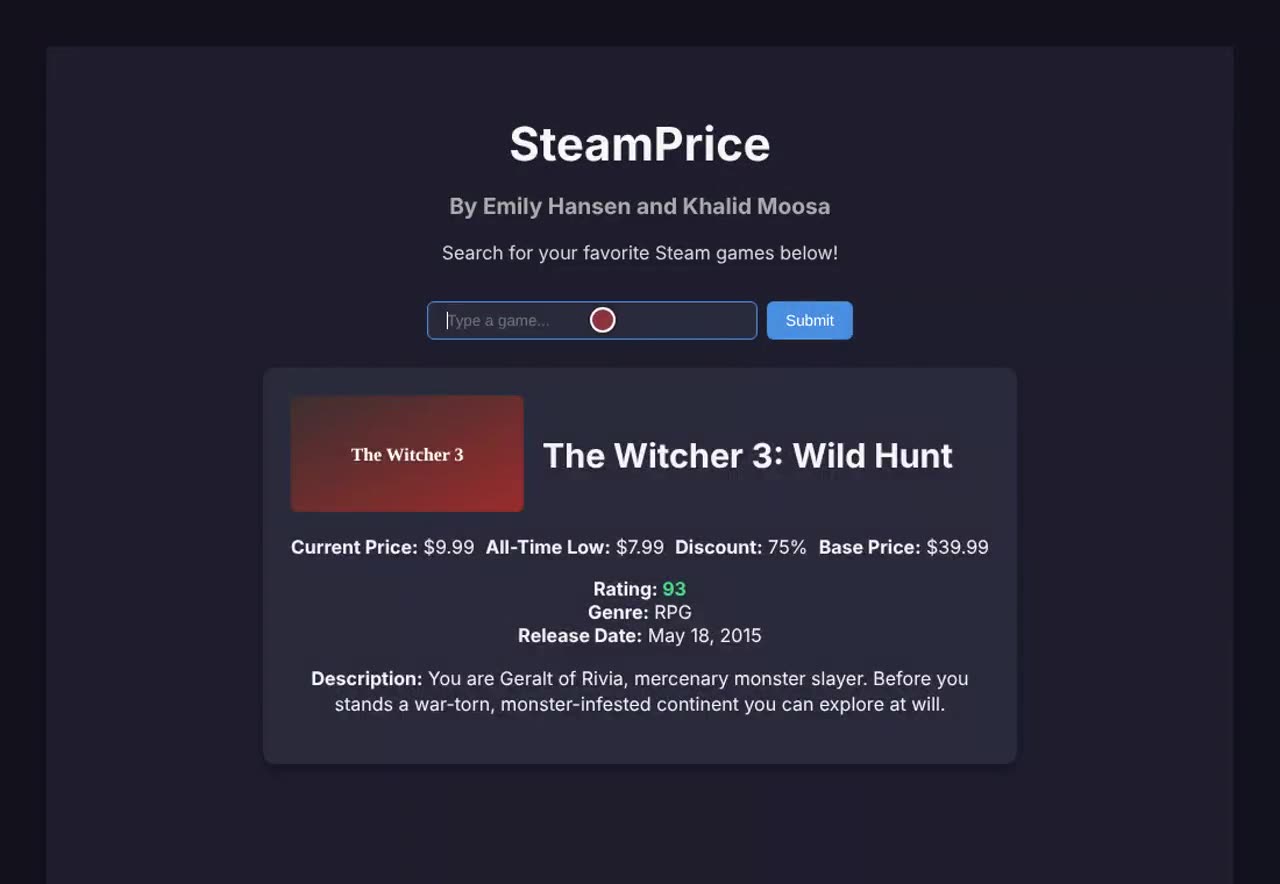 SteamPrice
By Emily Hansen and Khalid Moosa
Search for your favorite Steam games below!
Type a game...
Submit
The Witcher 3
The Witcher 3: Wild Hunt
Current Price: $9.99 All-Time Low: $7.99 Discount: 75% Base Price: $39.99
Rating: 93
Genre: RPG
Release Date: May 18, 2015
Description: You are Geralt of Rivia, mercenary monster slayer. Before you
stands a war-torn, monster-infested continent you can explore at will.